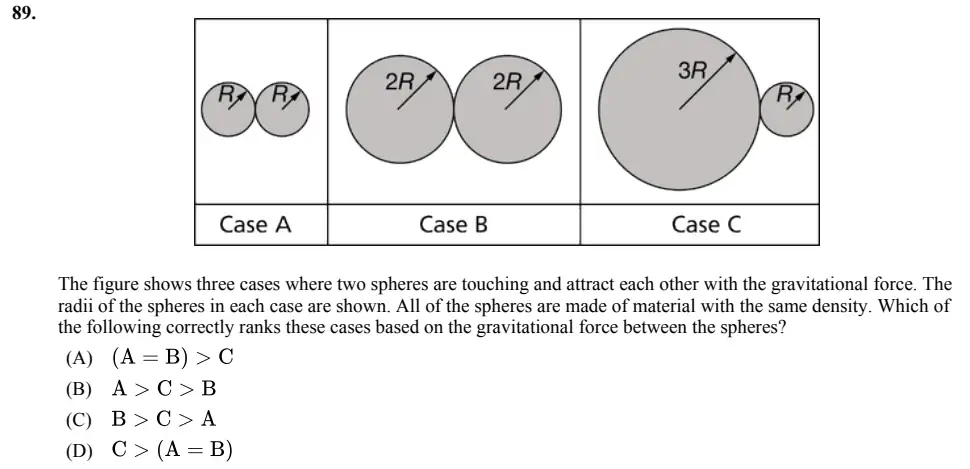 89.
R R 2R 2R 3R R
Case A Case B Case C
The figure shows three cases where two spheres are touching and attract each other with the gravitational force. The
radii of the spheres in each case are shown. All of the spheres are made of material with the same density. Which of
the following correctly ranks these cases based on the gravitational force between the spheres?
(A) (A = B) > C
(B) A > C > B
(C) B > C > A
(D) C > (A = B)